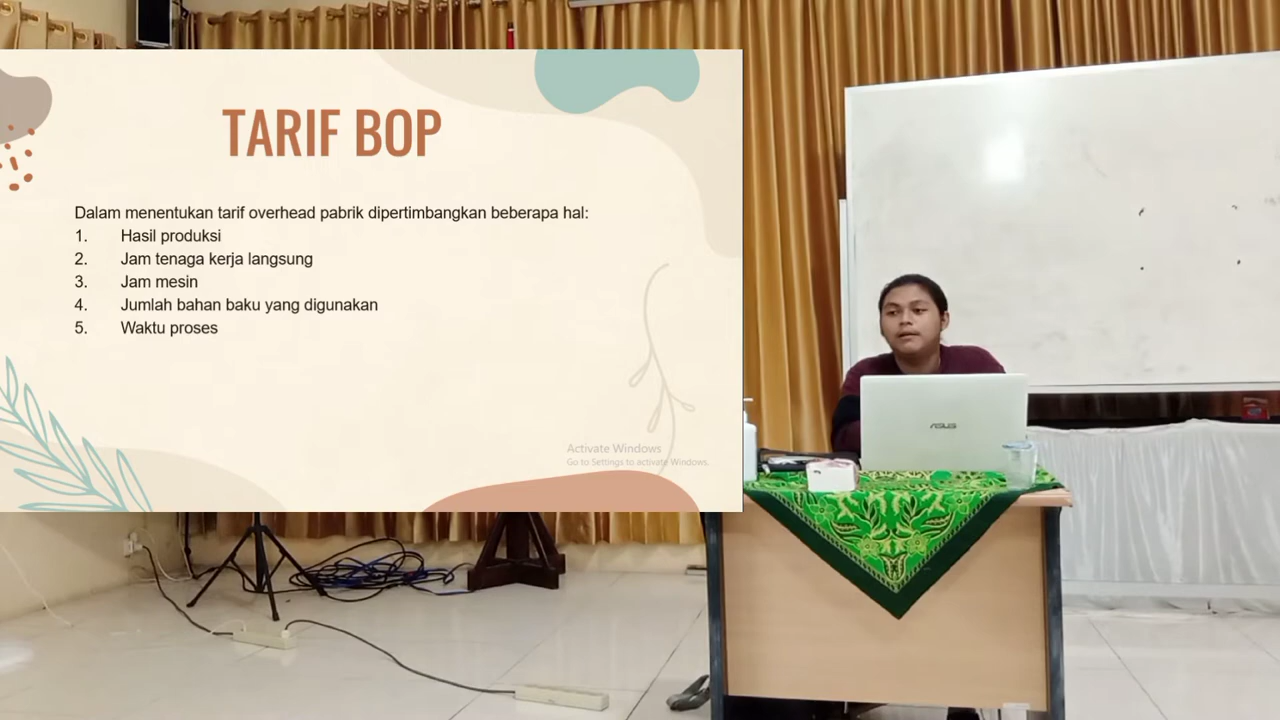 TARIF BOP
Dalam menentukan tarif overhead pabrik dipertimbangkan beberapa hal:
1. Hasil produksi
2. Jam tenaga kerja langsung
3. Jam mesin
4. Jumlah bahan baku yang digunakan
5. Waktu proses
Activate Windows
Go to Settings to activate Windows.
ASUS